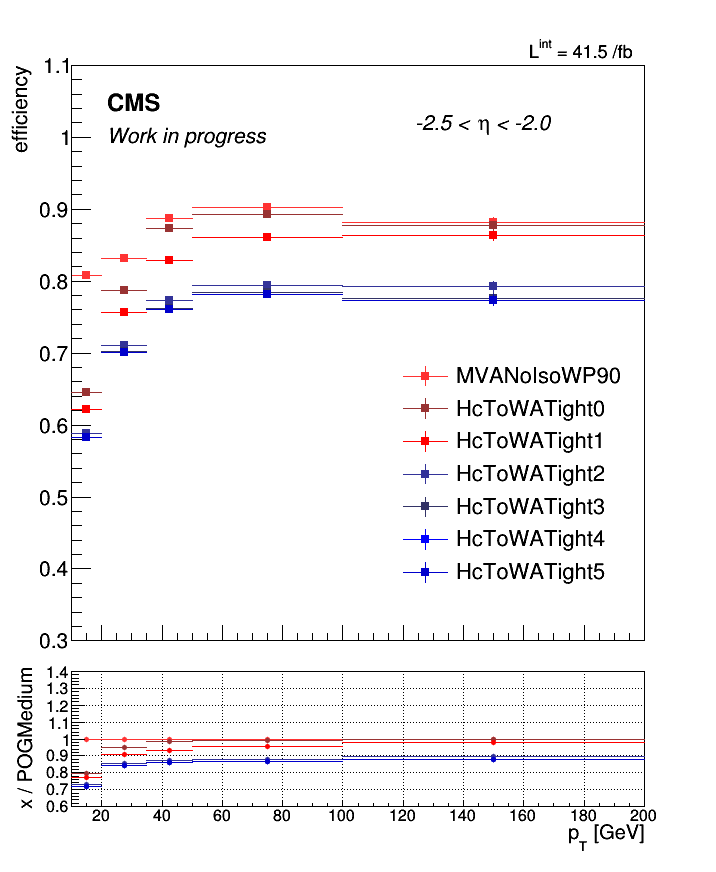 L^int = 41.5 /fb
efficiency
1.1
1
0.9
0.8
0.7
0.6
0.5
0.4
0.3
CMS
Work in progress
-2.5 < η < -2.0
MVANoIsoWP90
HcToWATight0
HcToWATight1
HcToWATight2
HcToWATight3
HcToWATight4
HcToWATight5
x / POGMedium
1.4
1.3
1.2
1.1
1
0.9
0.8
0.7
0.6
20 40 60 80 100 120 140 160 180 200
p_T [GeV]